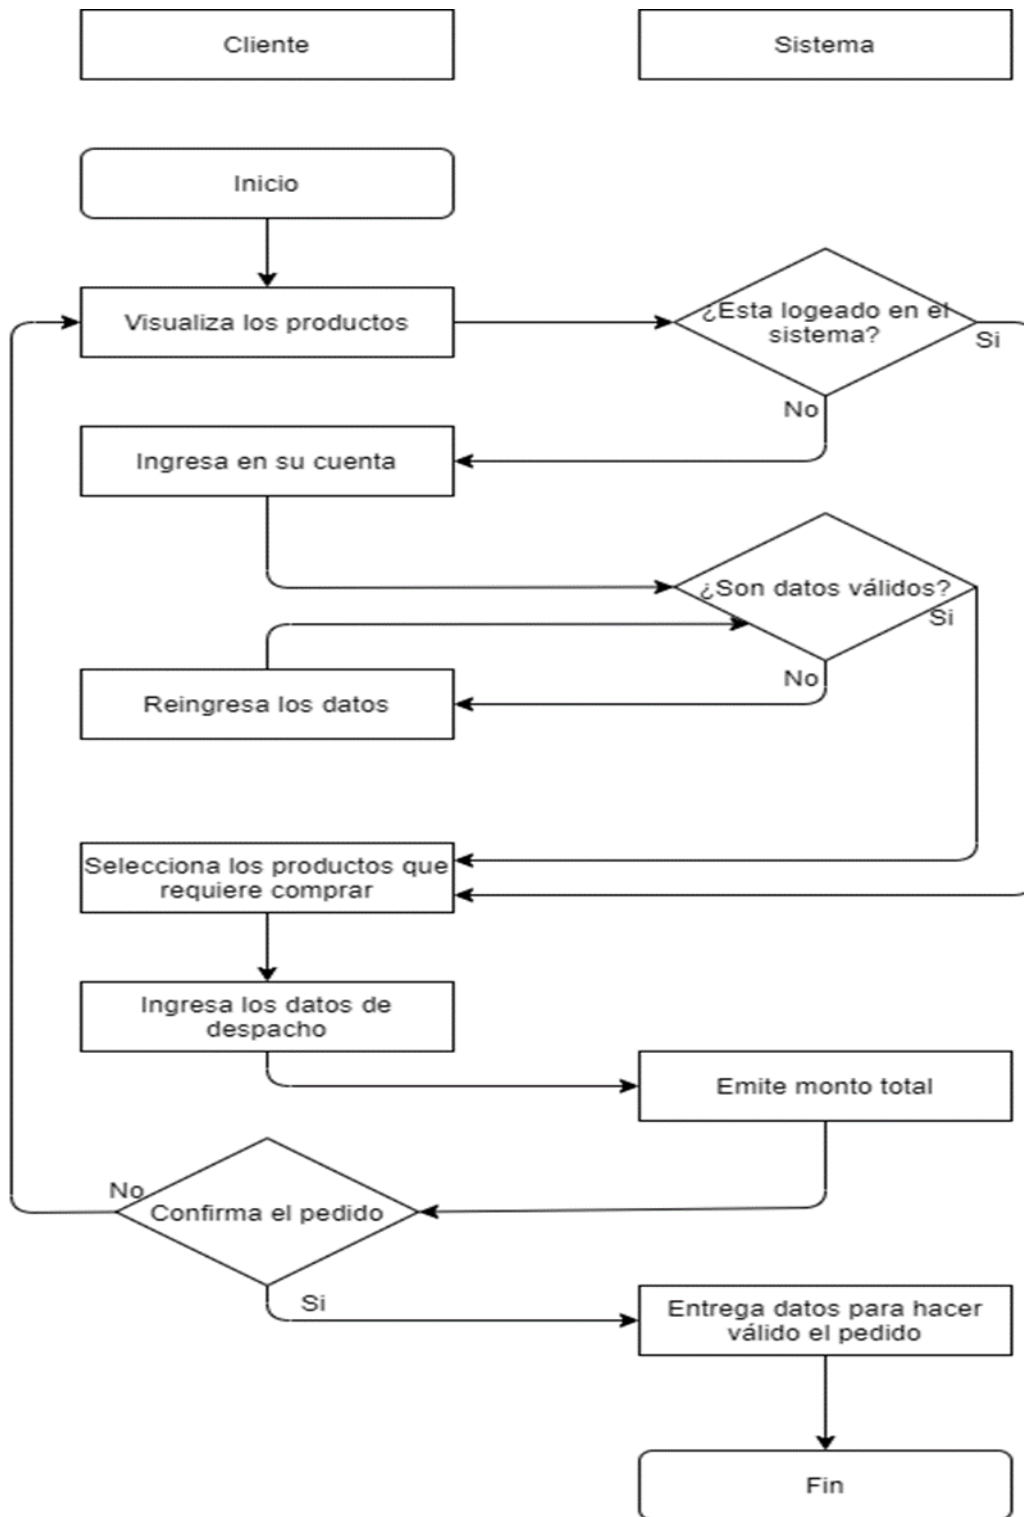 Cliente
Sistema
Inicio
Visualiza los productos
¿Esta logeado en el
sistema?
Si
No
Ingresa en su cuenta
¿Son datos válidos?
Si
No
Reingresa los datos
Selecciona los productos que
requiere comprar
Ingresa los datos de
despacho
Emite monto total
No
Confirma el pedido
Si
Entrega datos para hacer
válido el pedido
Fin